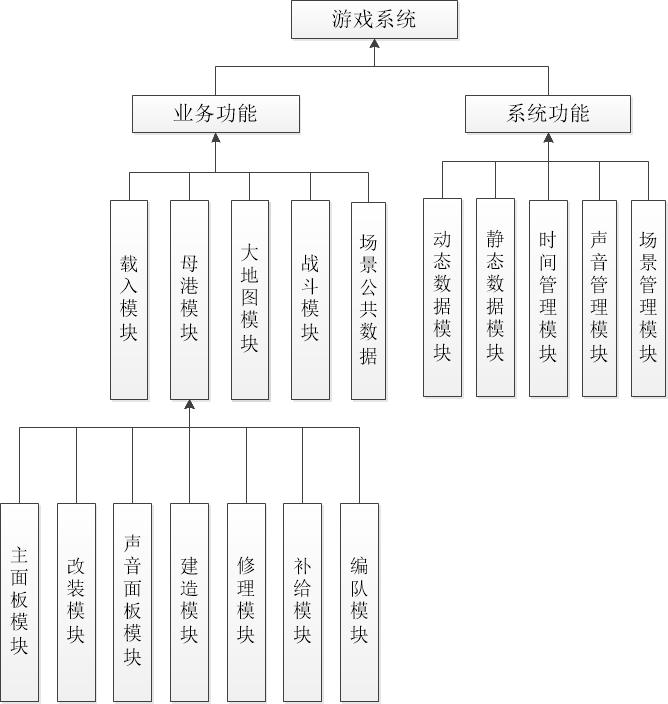 游戏系统
业务功能
系统功能
载入模块
母港模块
大地图模块
战斗模块
场景公共数据
动态数据模块
静态数据模块
时间管理模块
声音管理模块
场景管理模块
主面板模块
改装模块
声音面板模块
建造模块
修理模块
补给模块
编队模块